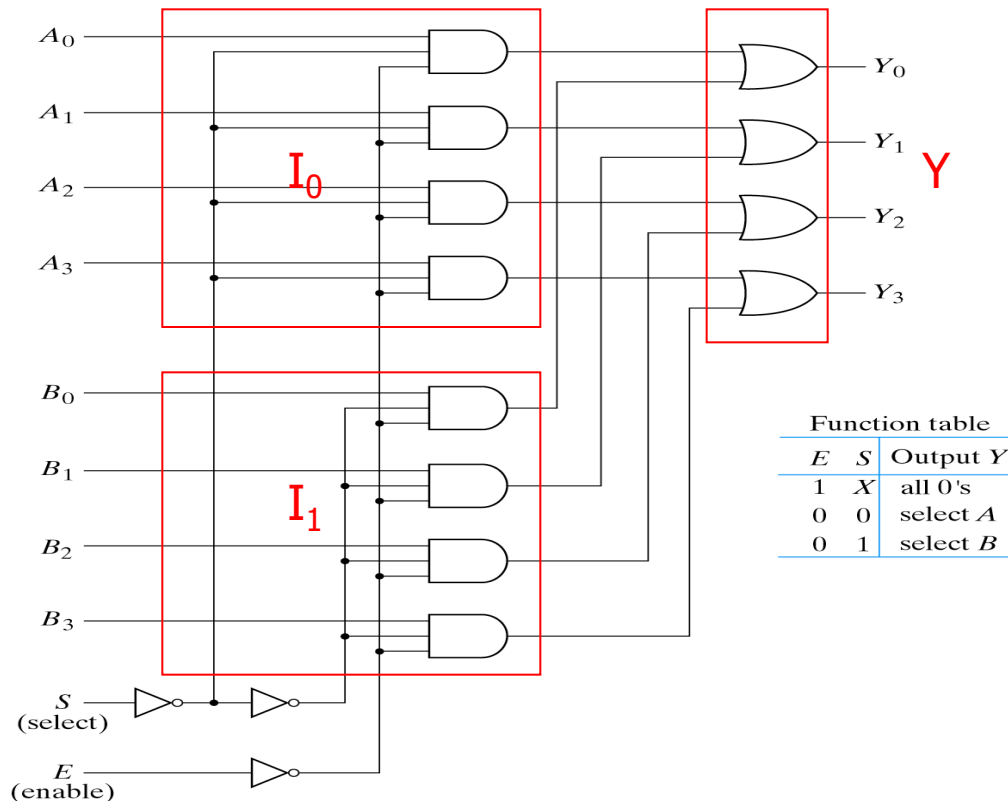 A0
A1
I0
A2
A3
Y0
Y1
Y
Y2
Y3
B0
B1
I1
B2
B3
S
(select)
E
(enable)
Function table
E S Output Y
1 X all 0's
0 0 select A
0 1 select B